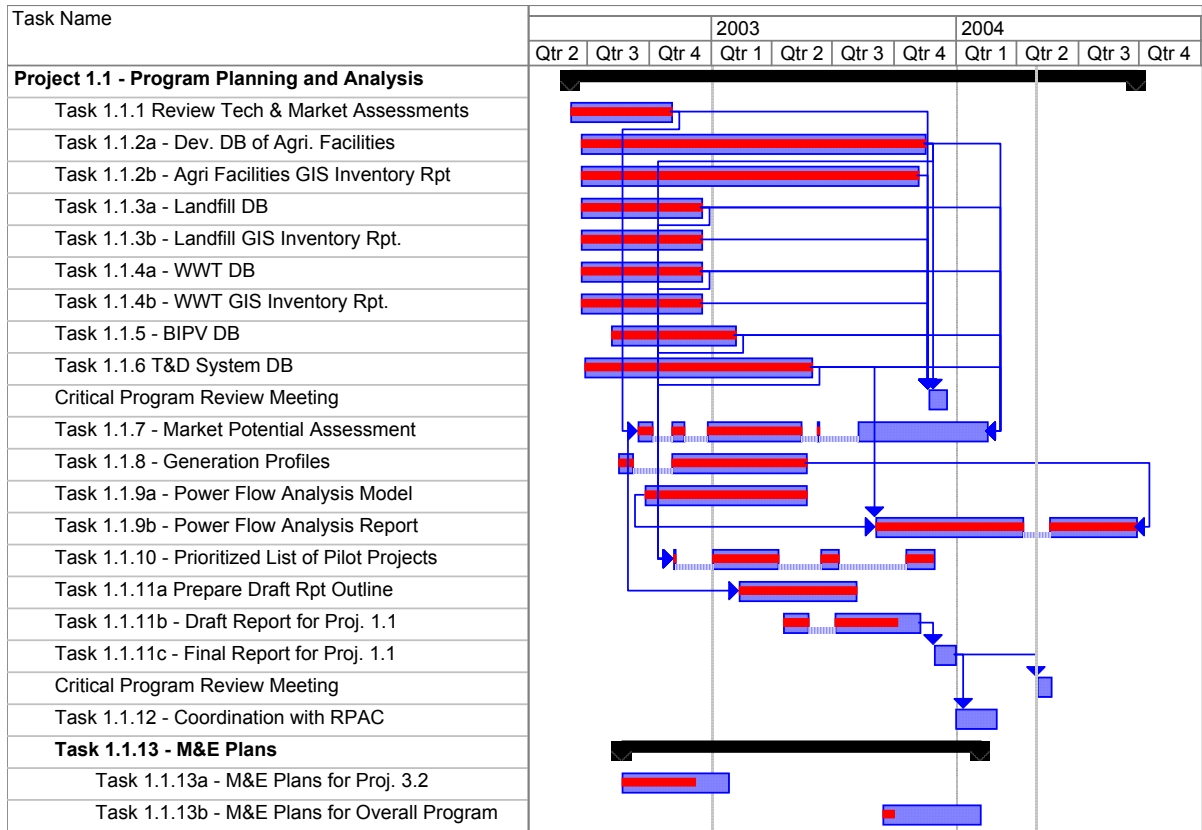 Task Name
2003 2004
Qtr 2 Qtr 3 Qtr 4 Qtr 1 Qtr 2 Qtr 3 Qtr 4 Qtr 1 Qtr 2 Qtr 3 Qtr 4
Project 1.1 - Program Planning and Analysis
Task 1.1.1 Review Tech & Market Assessments
Task 1.1.2a - Dev. DB of Agri. Facilities
Task 1.1.2b - Agri Facilities GIS Inventory Rpt
Task 1.1.3a - Landfill DB
Task 1.1.3b - Landfill GIS Inventory Rpt.
Task 1.1.4a - WWT DB
Task 1.1.4b - WWT GIS Inventory Rpt.
Task 1.1.5 - BIPV DB
Task 1.1.6 T&D System DB
Critical Program Review Meeting
Task 1.1.7 - Market Potential Assessment
Task 1.1.8 - Generation Profiles
Task 1.1.9a - Power Flow Analysis Model
Task 1.1.9b - Power Flow Analysis Report
Task 1.1.10 - Prioritized List of Pilot Projects
Task 1.1.11a Prepare Draft Rpt Outline
Task 1.1.11b - Draft Report for Proj. 1.1
Task 1.1.11c - Final Report for Proj. 1.1
Critical Program Review Meeting
Task 1.1.12 - Coordination with RPAC
Task 1.1.13 - M&E Plans
Task 1.1.13a - M&E Plans for Proj. 3.2
Task 1.1.13b - M&E Plans for Overall Program